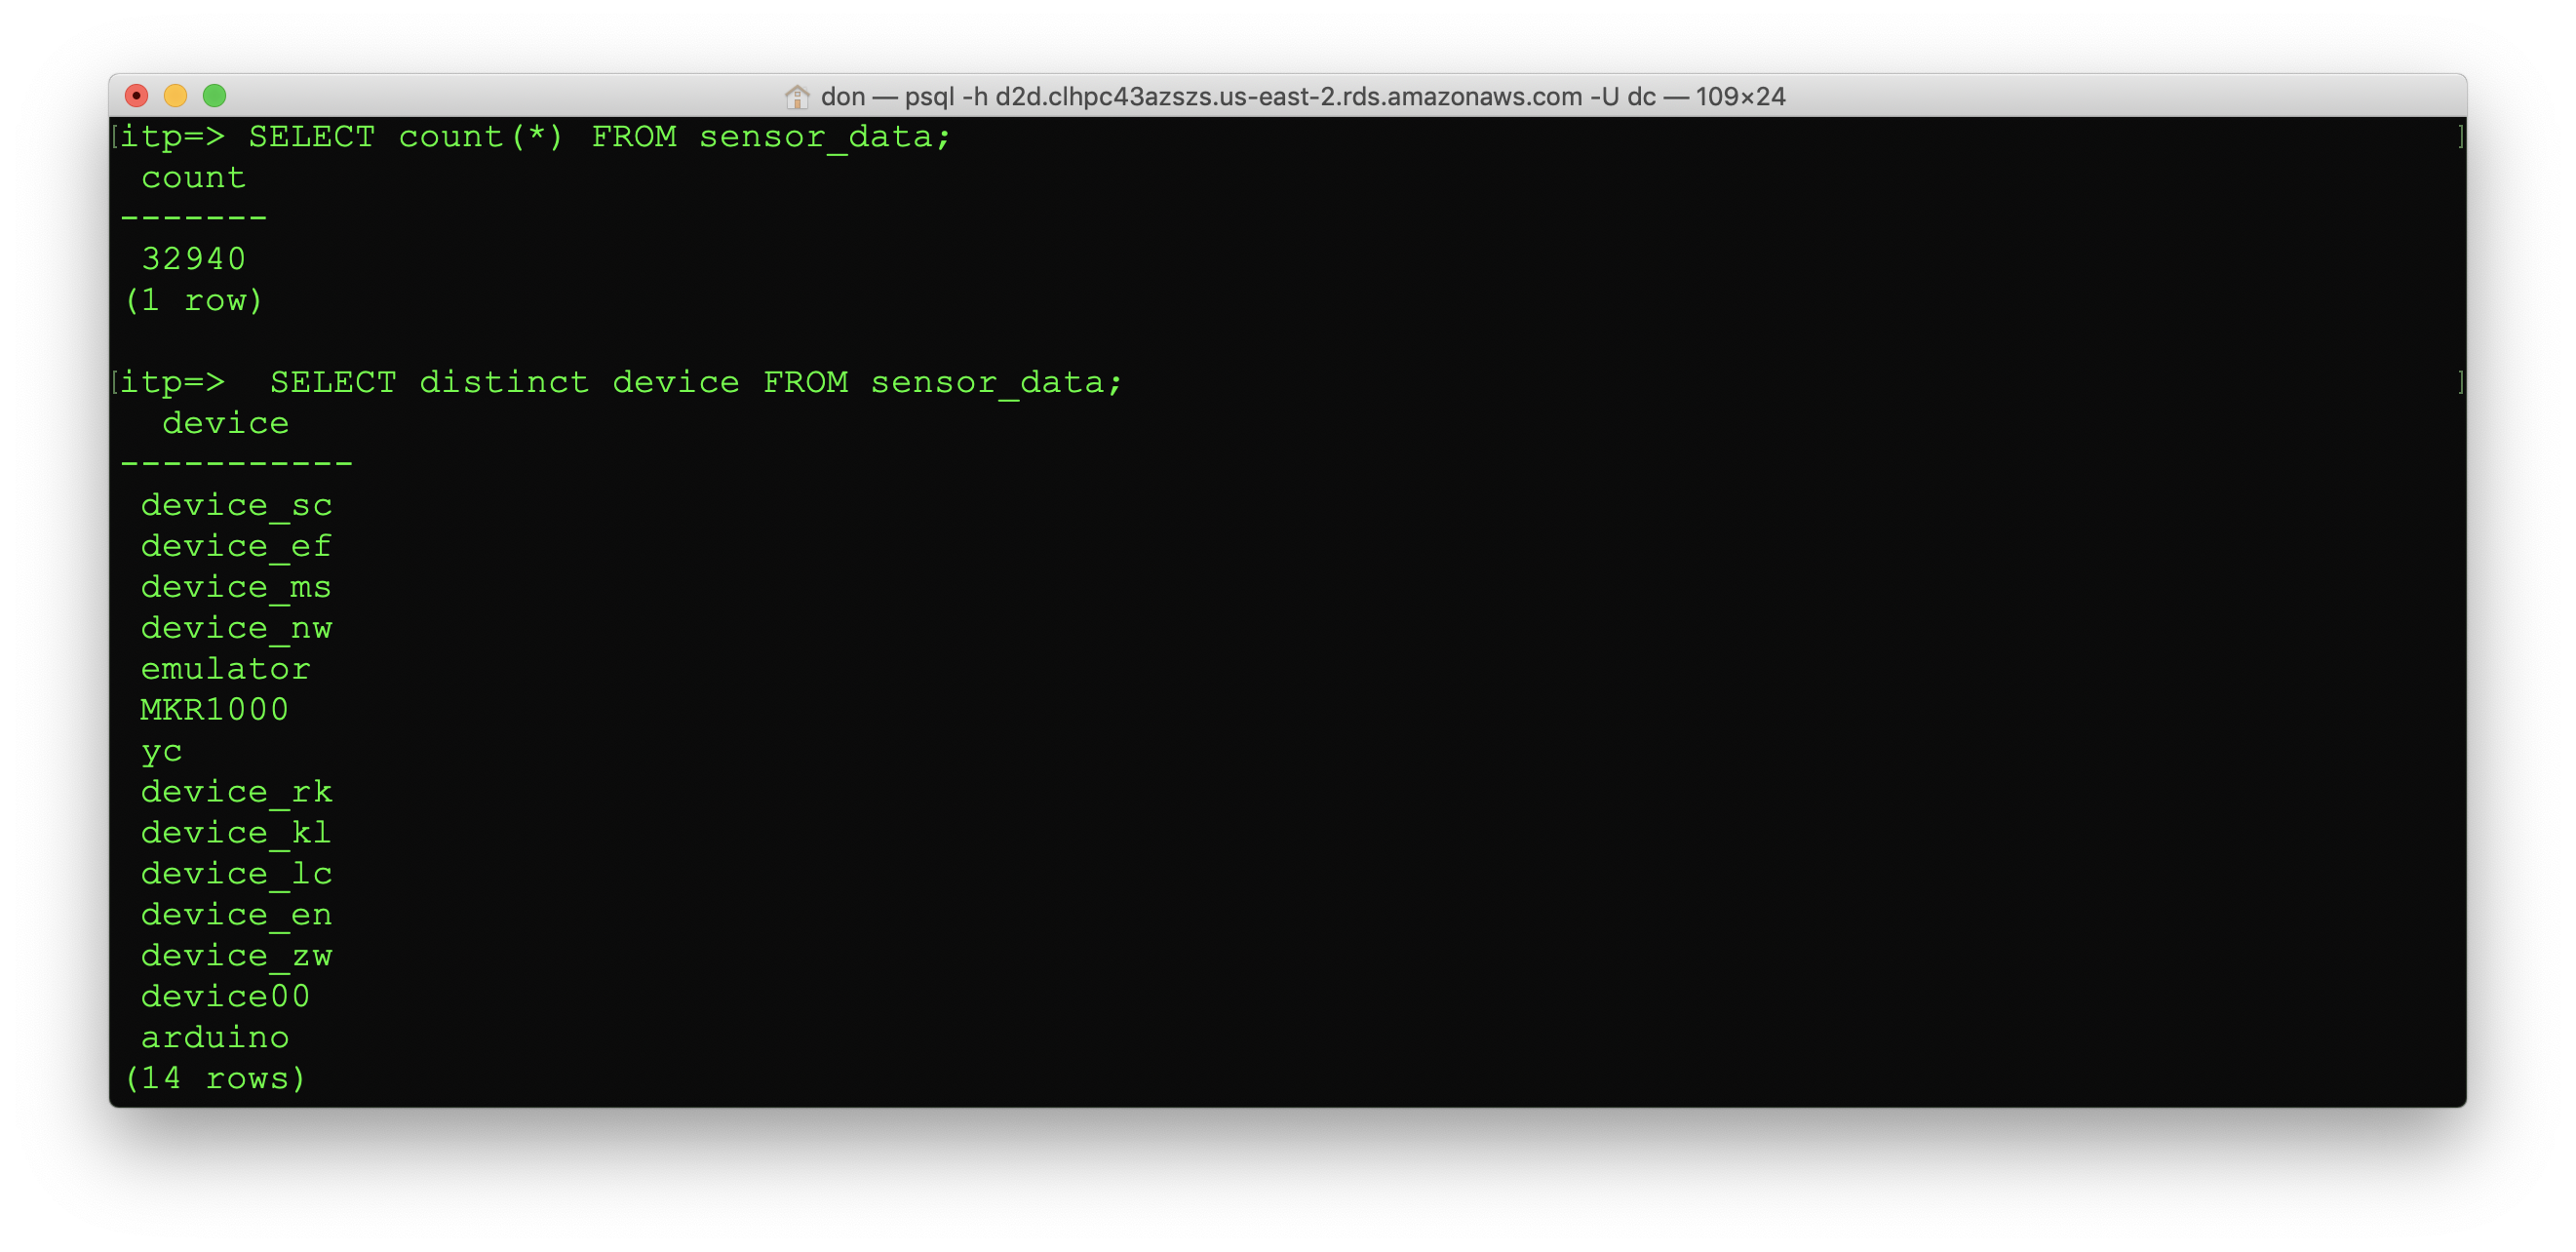 don — psql -h d2d.clhpc43azszs.us-east-2.rds.amazonaws.com -U dc — 109×24
[itp=> SELECT count(*) FROM sensor_data; ]
 count
-------
 32940
(1 row)

[itp=>  SELECT distinct device FROM sensor_data; ]
  device
-----------
 device_sc
 device_ef
 device_ms
 device_nw
 emulator
 MKR1000
 yc
 device_rk
 device_kl
 device_lc
 device_en
 device_zw
 device00
 arduino
(14 rows)